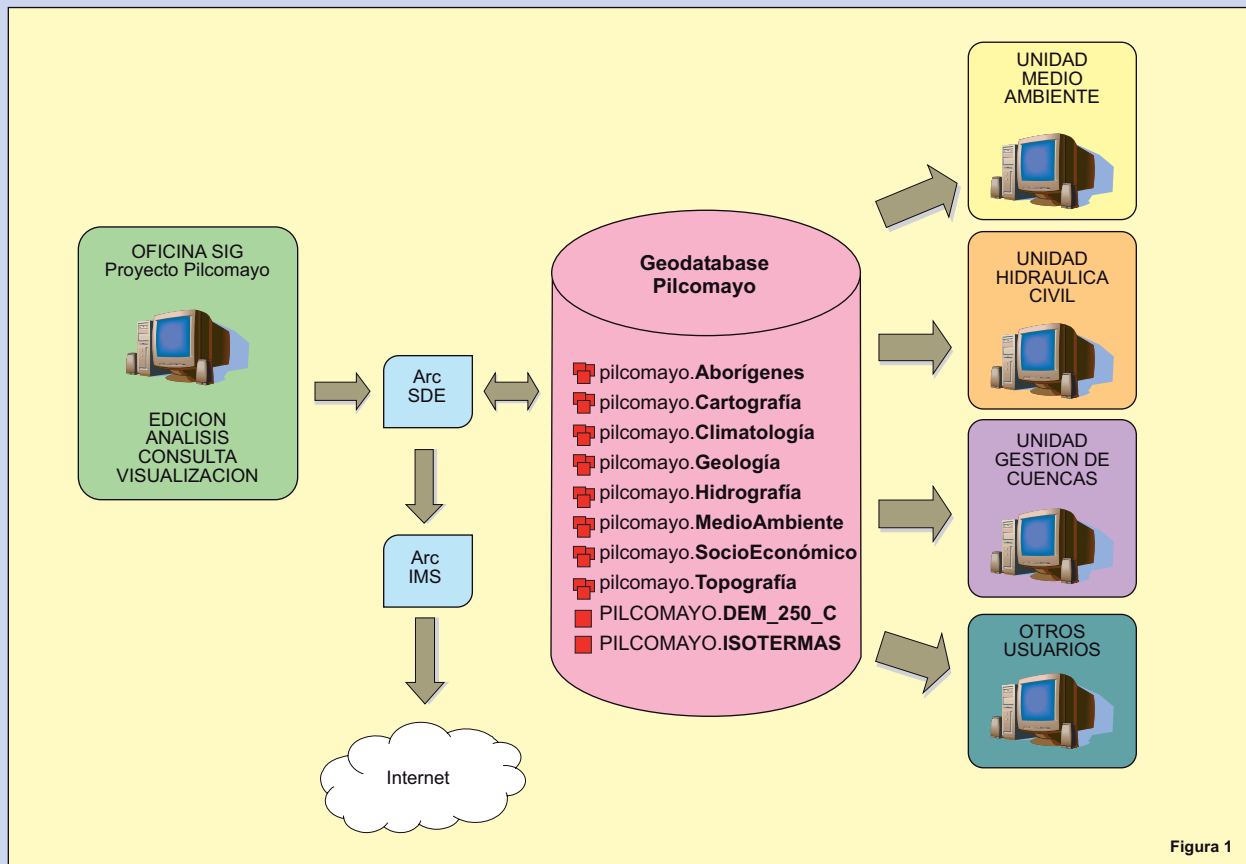 OFICINA SIG
Proyecto Pilcomayo
EDICION
ANALISIS
CONSULTA
VISUALIZACION
Arc
SDE
Arc
IMS
Internet
Geodatabase
Pilcomayo
pilcomayo.Aborígenes
pilcomayo.Cartografía
pilcomayo.Climatología
pilcomayo.Geología
pilcomayo.Hidrografía
pilcomayo.MedioAmbiente
pilcomayo.SocioEconómico
pilcomayo.Topografía
PILCOMAYO.DEM_250_C
PILCOMAYO.ISOTERMAS
UNIDAD
MEDIO
AMBIENTE
UNIDAD
HIDRAULICA
CIVIL
UNIDAD
GESTION DE
CUENCAS
OTROS
USUARIOS
Figura 1